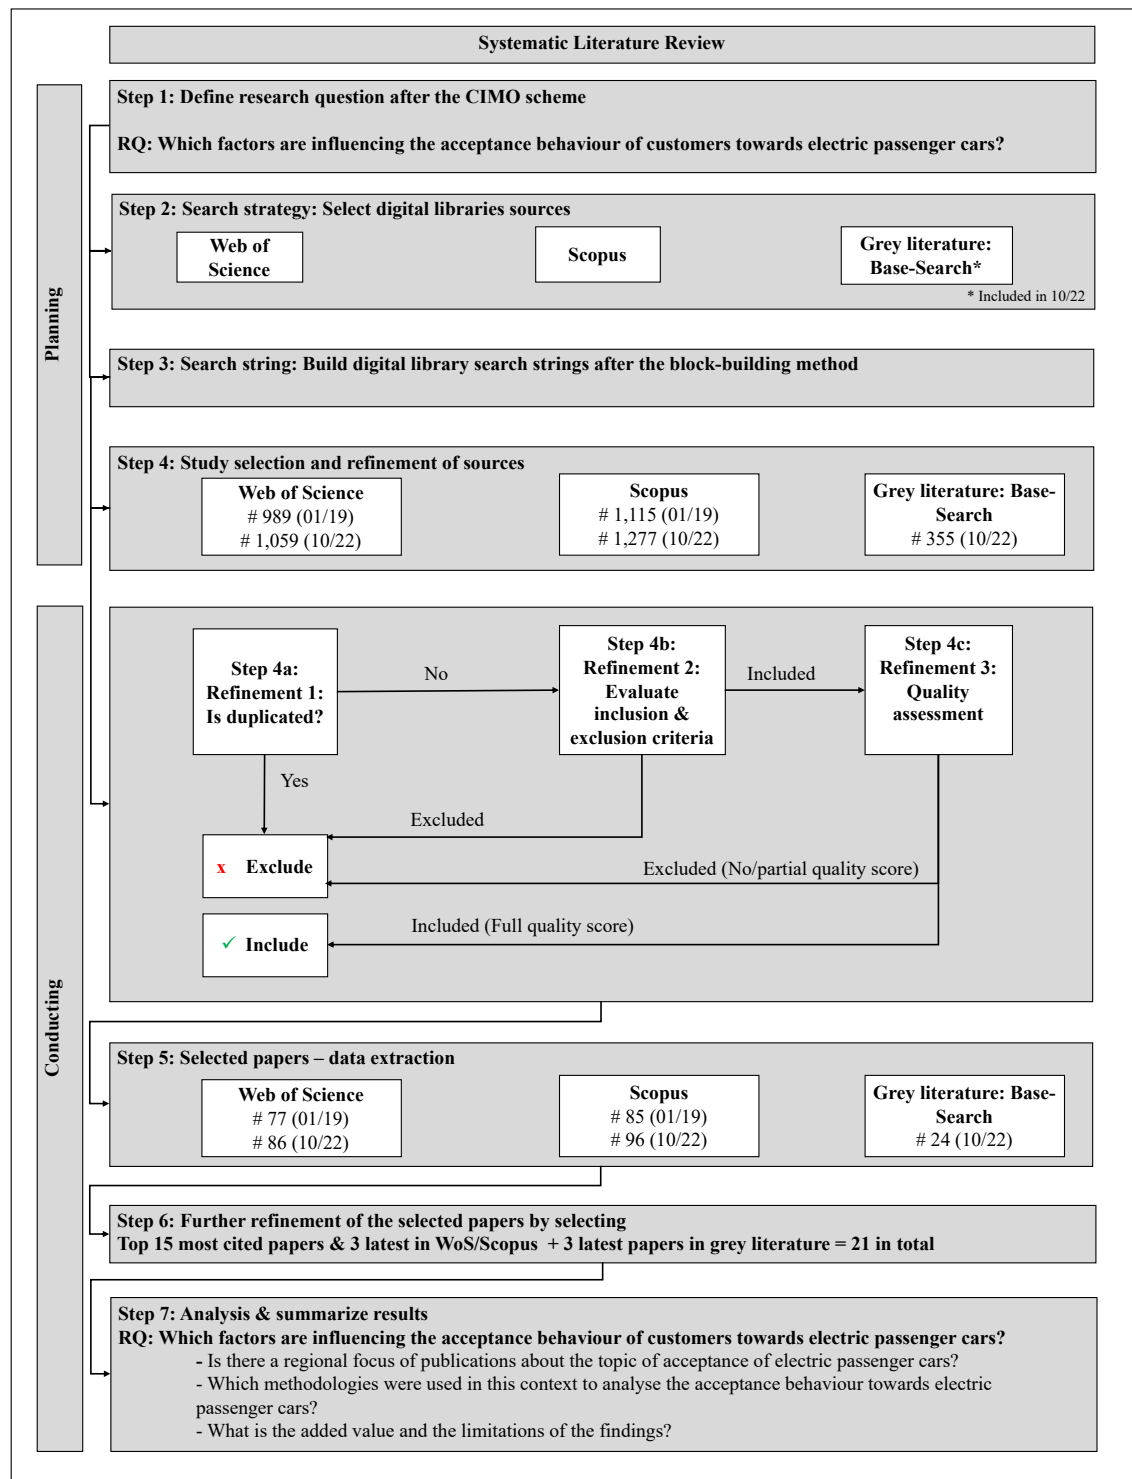 Systematic Literature Review
Planning
Step 1: Define research question after the CIMO scheme
RQ: Which factors are influencing the acceptance behaviour of customers towards electric passenger cars?
Step 2: Search strategy: Select digital libraries sources
Web of
Science
Scopus
Grey literature:
Base-Search*
* Included in 10/22
Step 3: Search string: Build digital library search strings after the block-building method
Step 4: Study selection and refinement of sources
Web of Science
# 989 (01/19)
# 1,059 (10/22)
Scopus
# 1,115 (01/19)
# 1,277 (10/22)
Grey literature: Base-
Search
# 355 (10/22)
Conducting
Step 4a:
Refinement 1:
Is duplicated?
No
Step 4b:
Refinement 2:
Evaluate
inclusion &
exclusion criteria
Included
Step 4c:
Refinement 3:
Quality
assessment
Yes
Excluded
x Exclude
Excluded (No/partial quality score)
Included (Full quality score)
✓ Include
Step 5: Selected papers – data extraction
Web of Science
# 77 (01/19)
# 86 (10/22)
Scopus
# 85 (01/19)
# 96 (10/22)
Grey literature: Base-
Search
# 24 (10/22)
Step 6: Further refinement of the selected papers by selecting
Top 15 most cited papers & 3 latest in WoS/Scopus + 3 latest papers in grey literature = 21 in total
Step 7: Analysis & summarize results
RQ: Which factors are influencing the acceptance behaviour of customers towards electric passenger cars?
- Is there a regional focus of publications about the topic of acceptance of electric passenger cars?
- Which methodologies were used in this context to analyse the acceptance behaviour towards electric
passenger cars?
- What is the added value and the limitations of the findings?